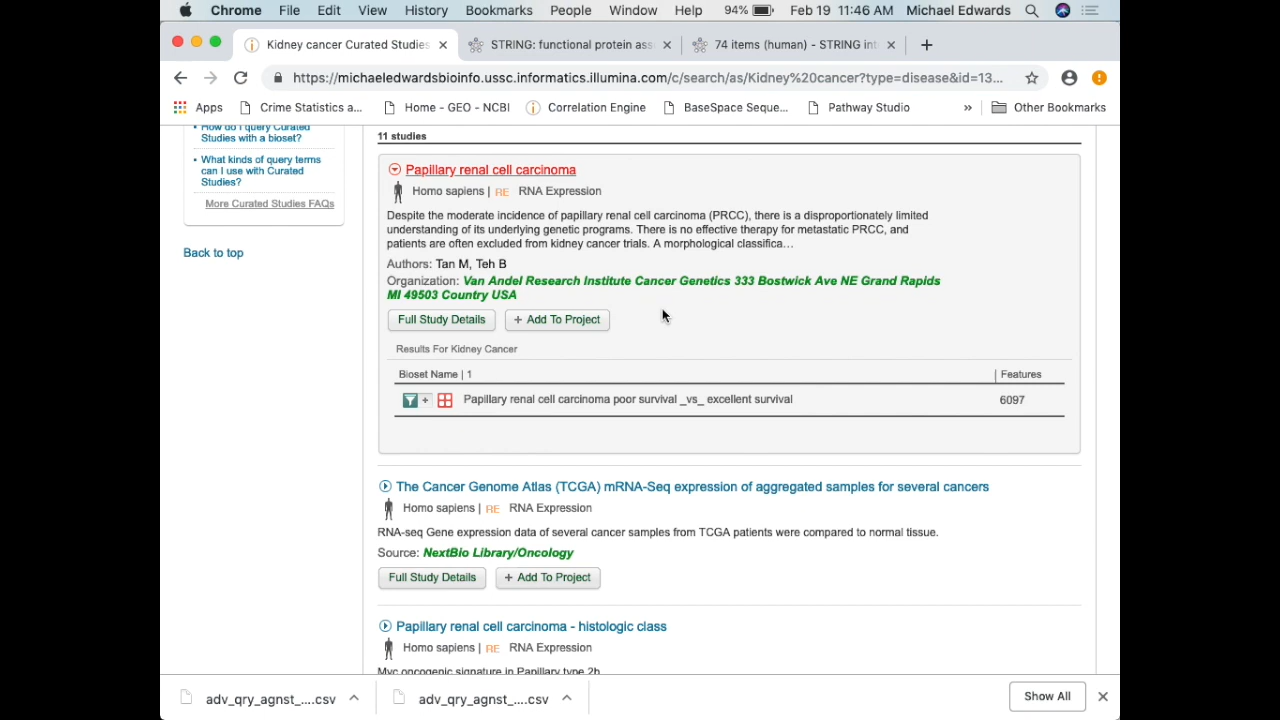 Chrome File Edit View History Bookmarks People Window Help 94% Feb 19 11:46 AM Michael Edwards
Kidney cancer Curated Studies STRING: functional protein ass 74 items (human) - STRING int
https://michaeledwardsbioinfo.ussc.informatics.illumina.com/c/search/as/Kidney%20cancer?type=disease&id=13...
Apps Crime Statistics a... Home - GEO - NCBI Correlation Engine BaseSpace Seque... Pathway Studio » Other Bookmarks
How do I query Curated
Studies with a bioset?
What kinds of query terms
can I use with Curated
Studies?
More Curated Studies FAQs
Back to top
11 studies
Papillary renal cell carcinoma
Homo sapiens | RE RNA Expression
Despite the moderate incidence of papillary renal cell carcinoma (PRCC), there is a disproportionately limited
understanding of its underlying genetic programs. There is no effective therapy for metastatic PRCC, and
patients are often excluded from kidney cancer trials. A morphological classifica...
Authors: Tan M, Teh B
Organization: Van Andel Research Institute Cancer Genetics 333 Bostwick Ave NE Grand Rapids
MI 49503 Country USA
Full Study Details + Add To Project
Results For Kidney Cancer
Bioset Name | 1 Features
Papillary renal cell carcinoma poor survival _vs_ excellent survival 6097
The Cancer Genome Atlas (TCGA) mRNA-Seq expression of aggregated samples for several cancers
Homo sapiens | RE RNA Expression
RNA-seq Gene expression data of several cancer samples from TCGA patients were compared to normal tissue.
Source: NextBio Library/Oncology
Full Study Details + Add To Project
Papillary renal cell carcinoma - histologic class
Homo sapiens | RE RNA Expression
Myc oncogenic signature in Papillary type 2b
adv_qry_agnst_....csv adv_qry_agnst_....csv Show All